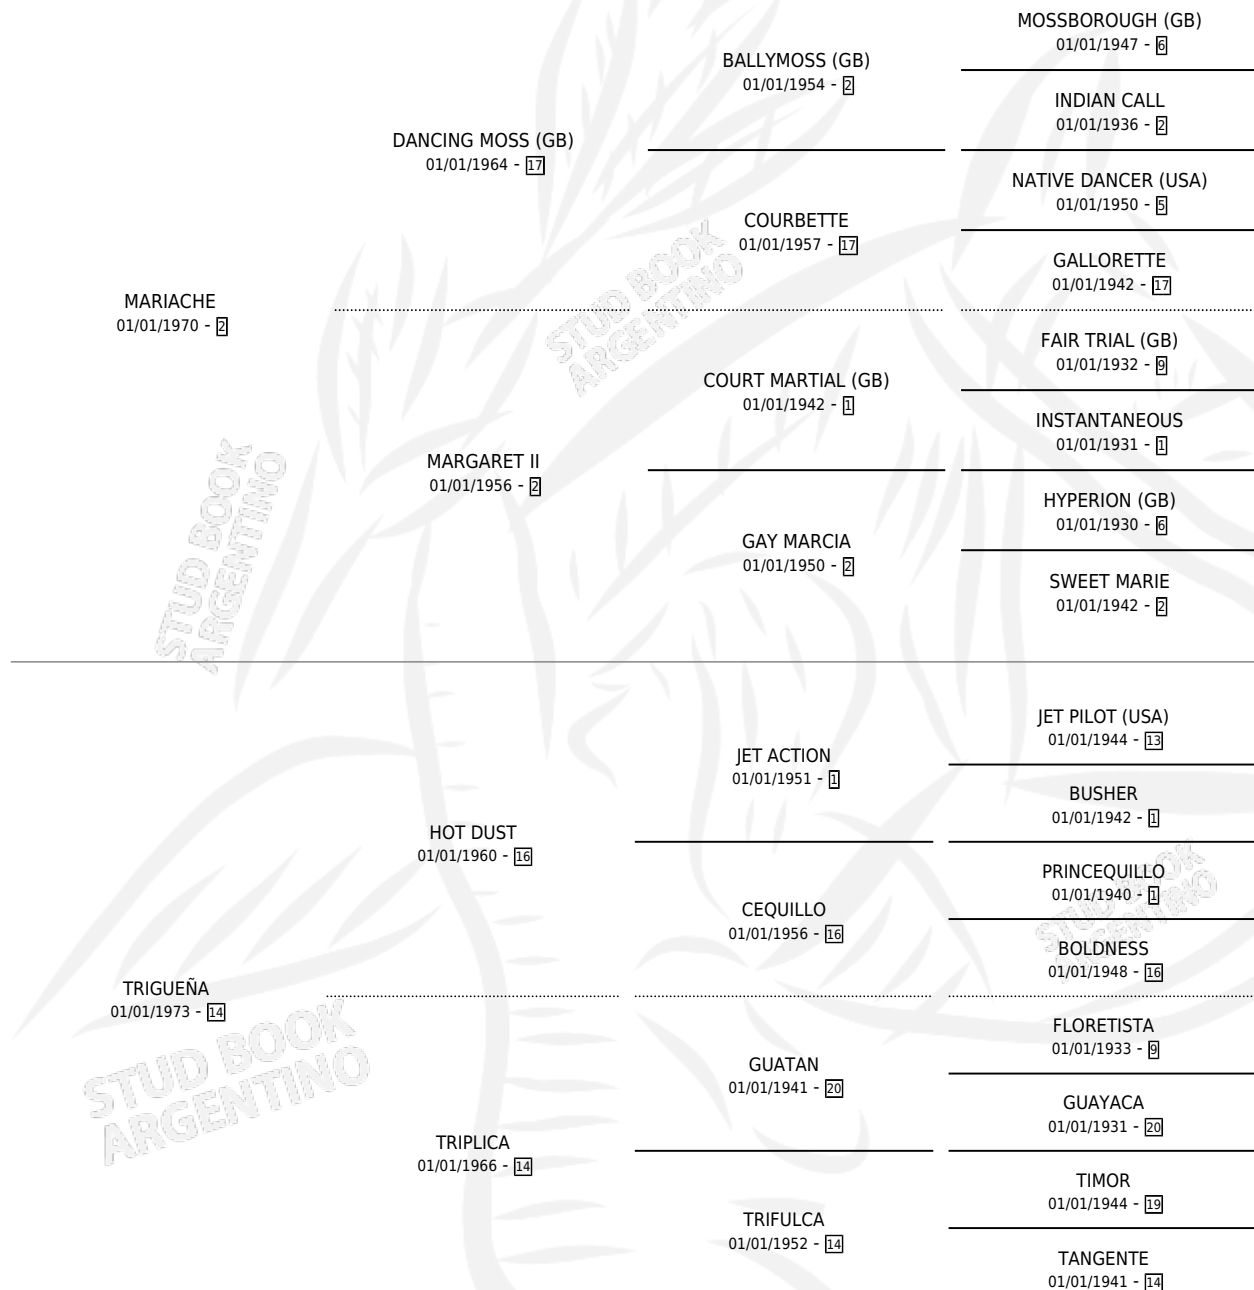 MOSSBOROUGH (GB)
01/01/1947 - 6
BALLYMOSS (GB)
01/01/1954 - 2
INDIAN CALL
01/01/1936 - 2
DANCING MOSS (GB)
01/01/1964 - 17
NATIVE DANCER (USA)
01/01/1950 - 5
COURBETTE
01/01/1957 - 17
GALLORETTE
01/01/1942 - 17
MARIACHE
01/01/1970 - 2
FAIR TRIAL (GB)
01/01/1932 - 9
COURT MARTIAL (GB)
01/01/1942 - 1
INSTANTANEOUS
01/01/1931 - 1
MARGARET II
01/01/1956 - 2
HYPERION (GB)
01/01/1930 - 6
GAY MARCIA
01/01/1950 - 2
SWEET MARIE
01/01/1942 - 2
JET PILOT (USA)
01/01/1944 - 13
JET ACTION
01/01/1951 - 1
BUSHER
01/01/1942 - 1
HOT DUST
01/01/1960 - 16
PRINCEQUILLO
01/01/1940 - 1
CEQUILLO
01/01/1956 - 16
BOLDNESS
01/01/1948 - 16
TRIGUEÑA
01/01/1973 - 14
FLORETISTA
01/01/1933 - 9
GUATAN
01/01/1941 - 20
GUAYACA
01/01/1931 - 20
TRIPLICA
01/01/1966 - 14
TIMOR
01/01/1944 - 19
TRIFULCA
01/01/1952 - 14
TANGENTE
01/01/1941 - 14
STUD BOOK
ARGENTINO
STUD BOOK
ARGENTINO
STUD BOOK
ARGENTINO
STUD BOOK
ARGENTINO